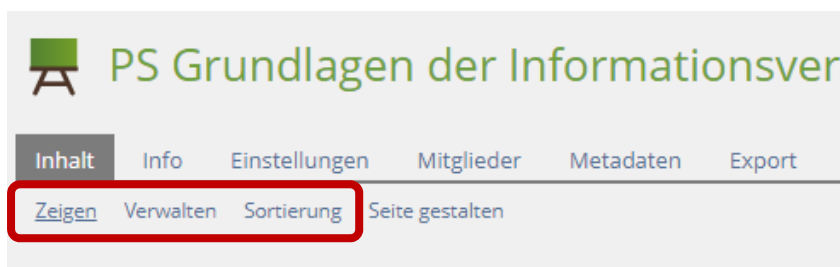 PS Grundlagen der Informationsver
Inhalt Info Einstellungen Mitglieder Metadaten Export
Zeigen Verwalten Sortierung Seite gestalten